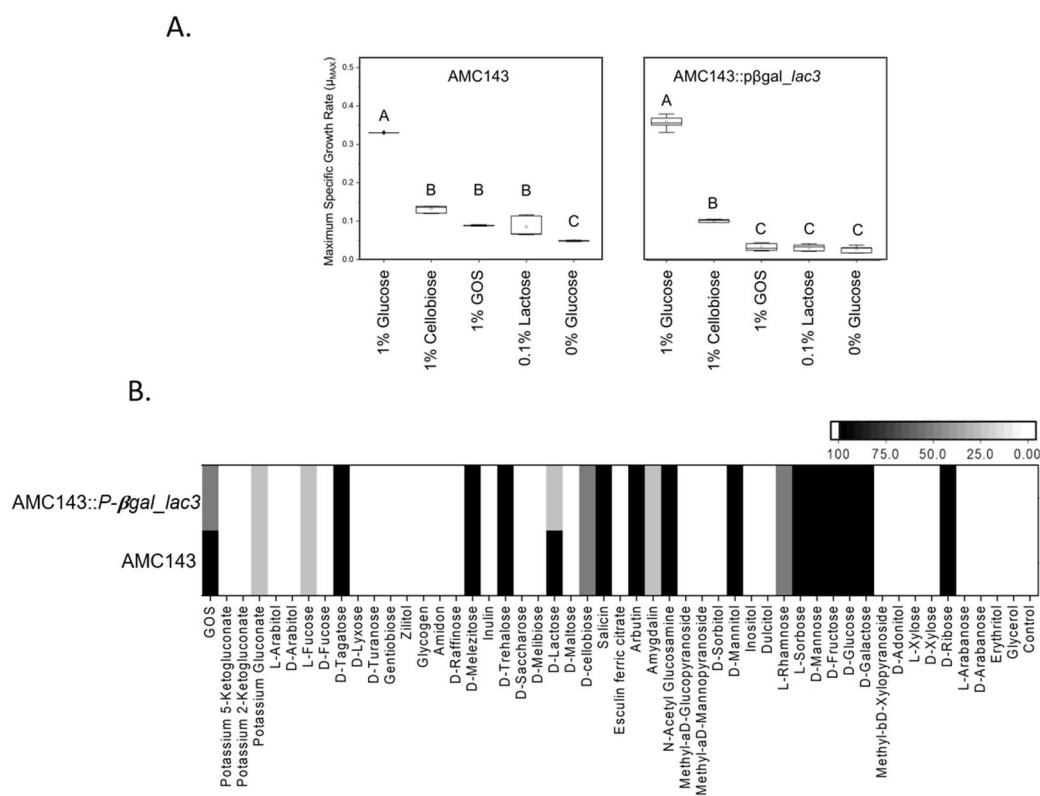 A.
AMC143
AMC143::pβgal_lac3
Maximum Specific Growth Rate (μMAX)
0.5
0.4
0.3
0.2
0.1
0.0
A
B
B
B
C
A
B
C
C
C
1% Glucose
1% Cellobiose
1% GOS
0.1% Lactose
0% Glucose
1% Glucose
1% Cellobiose
1% GOS
0.1% Lactose
0% Glucose
B.
100 75.0 50.0 25.0 0.00
AMC143::P-βgal_lac3
AMC143
GOS
Potassium 5-Ketogluconate
Potassium 2-Ketogluconate
Potassium Gluconate
L-Arabitol
D-Arabitol
L-Fucose
D-Fucose
D-Tagatose
D-Lyxose
D-Turanose
Gentiobiose
Zilitol
Glycogen
Amidon
D-Raffinose
D-Melezitose
Inulin
D-Trehalose
D-Saccharose
D-Melibiose
D-Lactose
D-Maltose
D-cellobiose
Salicin
Esculin ferric citrate
Arbutin
Amygdalin
N-Acetyl Glucosamine
Methyl-aD-Glucopyranoside
Methyl-aD-Mannopyranoside
D-Sorbitol
D-Mannitol
Inositol
Dulcitol
L-Rhamnose
L-Sorbose
D-Mannose
D-Fructose
D-Glucose
D-Galactose
Methyl-bD-Xylopyranoside
D-Adonitol
L-Xylose
D-Xylose
D-Ribose
L-Arabanose
D-Arabanose
Erythritol
Glycerol
Control